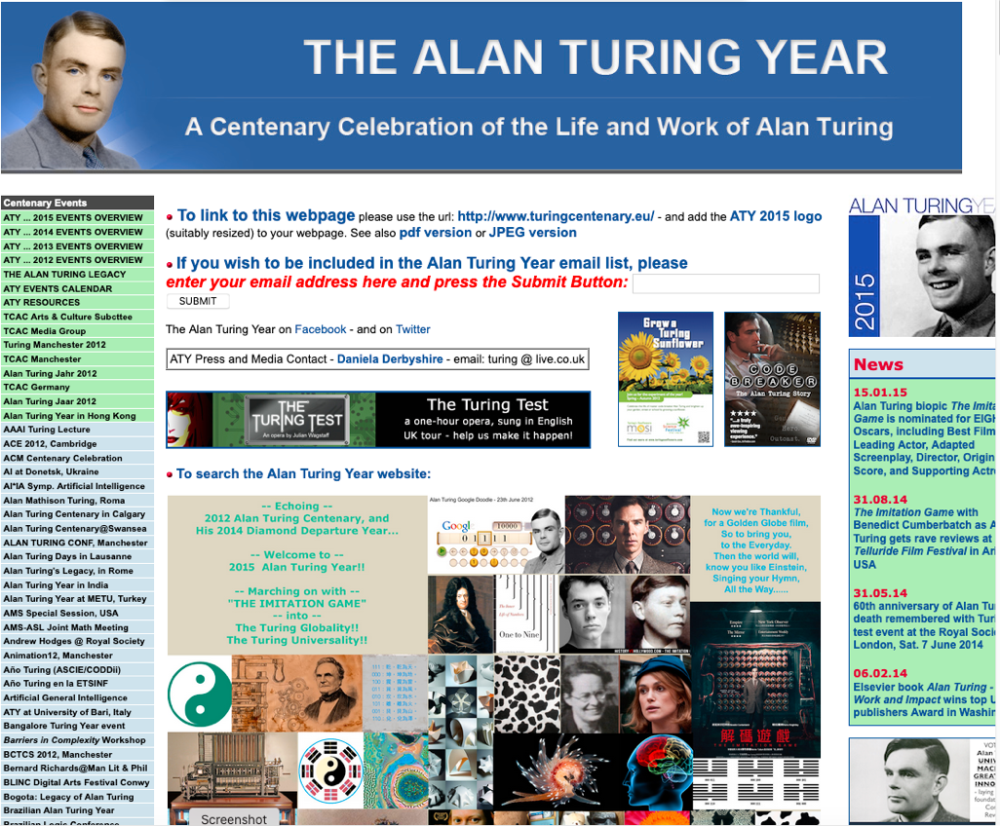 THE ALAN TURING YEAR
A Centenary Celebration of the Life and Work of Alan Turing
Centenary Events
ATY ... 2015 EVENTS OVERVIEW
ATY ... 2014 EVENTS OVERVIEW
ATY ... 2013 EVENTS OVERVIEW
ATY ... 2012 EVENTS OVERVIEW
THE ALAN TURING LEGACY
ATY EVENTS CALENDAR
ATY RESOURCES
TCAC Arts & Culture Subcttee
TCAC Media Group
Turing Manchester 2012
TCAC Manchester
Alan Turing Jahr 2012
TCAC Germany
Alan Turing Jaar 2012
Alan Turing Year in Hong Kong
AAAI Turing Lecture
ACE 2012, Cambridge
ACM Centenary Celebration
AI at Donetsk, Ukraine
AI*IA Symp. Artificial Intelligence
Alan Mathison Turing, Roma
Alan Turing Centenary in Calgary
Alan Turing Centenary@Swansea
ALAN TURING CONF, Manchester
Alan Turing Days in Lausanne
Alan Turing's Legacy, in Rome
Alan Turing Year in India
Alan Turing Year at METU, Turkey
AMS Special Session, USA
AMS-ASL Joint Math Meeting
Andrew Hodges @ Royal Society
Animation12, Manchester
Año Turing (ASCIE/CODDii)
Año Turing en la ETSINF
Artificial General Intelligence
ATY at University of Bari, Italy
Bangalore Turing Year event
Barriers in Complexity Workshop
BCTCS 2012, Manchester
Bernard Richards@Man Lit & Phil
BLINC Digital Arts Festival Conwy
Bogota: Legacy of Alan Turing
Brazilian Alan Turing Year
Brazilian Logic Conference
To link to this webpage please use the url: http://www.turingcentenary.eu/ - and add the ATY 2015 logo
(suitably resized) to your webpage. See also pdf version or JPEG version
If you wish to be included in the Alan Turing Year email list, please
enter your email address here and press the Submit Button:
SUBMIT
The Alan Turing Year on Facebook - and on Twitter
ATY Press and Media Contact - Daniela Derbyshire - email: turing @ live.co.uk
THE
TURING TEST
An opera by Julian Wagstaff
The Turing Test
a one-hour opera, sung in English
UK tour - help us make it happen!
Grow a
Turing
Sunflower
mosi
CODE
BREAKER
The Alan Turing Story
To search the Alan Turing Year website:
-- Echoing --
2012 Alan Turing Centenary, and
His 2014 Diamond Departure Year...
-- Welcome to --
2015 Alan Turing Year!!
-- Marching on with --
"THE IMITATION GAME"
-- into --
The Turing Globality!!
The Turing Universality!!
Alan Turing Google Doodle - 23th June 2012
Googl
10000
0 1 1 1 1
The Inner
Life of Numbers,
One to Nine
Now we're Thankful,
for a Golden Globe film,
So to bring you,
to the Everyday.
Then the world will,
know you like Einstein,
Singing your Hymn,
All the Way......
解碼遊戲
THE IMITATION GAME
Screenshot
ALAN TURING YE
2015
News
15.01.15
Alan Turing biopic The Imita
Game is nominated for EIGH
Oscars, including Best Film
Leading Actor, Adapted
Screenplay, Director, Origin
Score, and Supporting Actre
31.08.14
The Imitation Game with
Benedict Cumberbatch as A
Turing gets rave reviews at
Telluride Film Festival in Ari
USA
31.05.14
60th anniversary of Alan Tur
death remembered with Turi
test event at the Royal Socie
London, Sat. 7 June 2014
06.02.14
Elsevier book Alan Turing -
Work and Impact wins top U
publishers Award in Washin